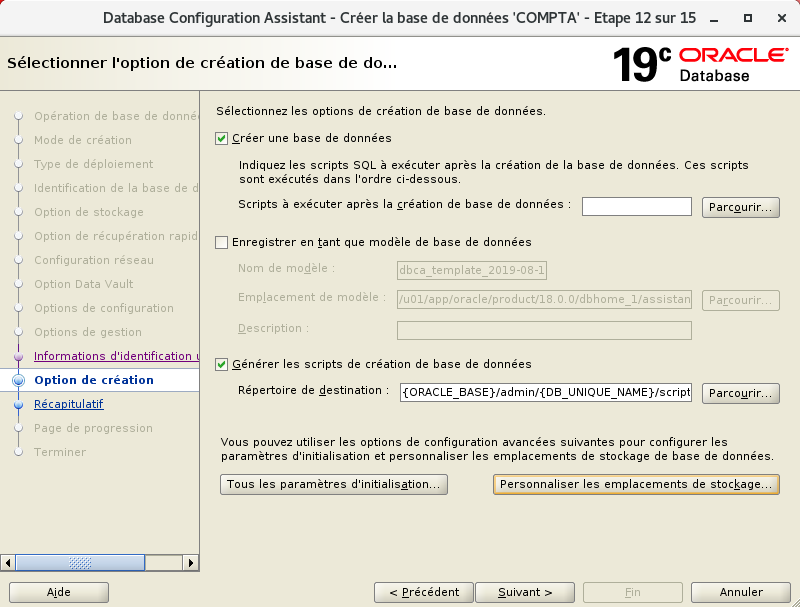 Database Configuration Assistant - Créer la base de données 'COMPTA' - Etape 12 sur 15
Sélectionner l'option de création de base de do...
19c ORACLE
Database
Opération de base de donné
Mode de création
Type de déploiement
Identification de la base de d
Option de stockage
Option de récupération rapid
Configuration réseau
Option Data Vault
Options de configuration
Options de gestion
Informations d'identification u
Option de création
Récapitulatif
Page de progression
Terminer
Sélectionnez les options de création de base de données.
Créer une base de données
Indiquez les scripts SQL à exécuter après la création de la base de données. Ces scripts
sont exécutés dans l'ordre ci-dessous.
Scripts à exécuter après la création de base de données :
Parcourir...
Enregistrer en tant que modèle de base de données
Nom de modèle :
dbca_template_2019-08-1
Emplacement de modèle :
/u01/app/oracle/product/18.0.0/dbhome_1/assistan
Parcourir...
Description :
Générer les scripts de création de base de données
Répertoire de destination :
{ORACLE_BASE}/admin/{DB_UNIQUE_NAME}/script
Parcourir...
Vous pouvez utiliser les options de configuration avancées suivantes pour configurer les
paramètres d'initialisation et personnaliser les emplacements de stockage de base de données.
Tous les paramètres d'initialisation...
Personnaliser les emplacements de stockage...
Aide
< Précédent
Suivant >
Fin
Annuler